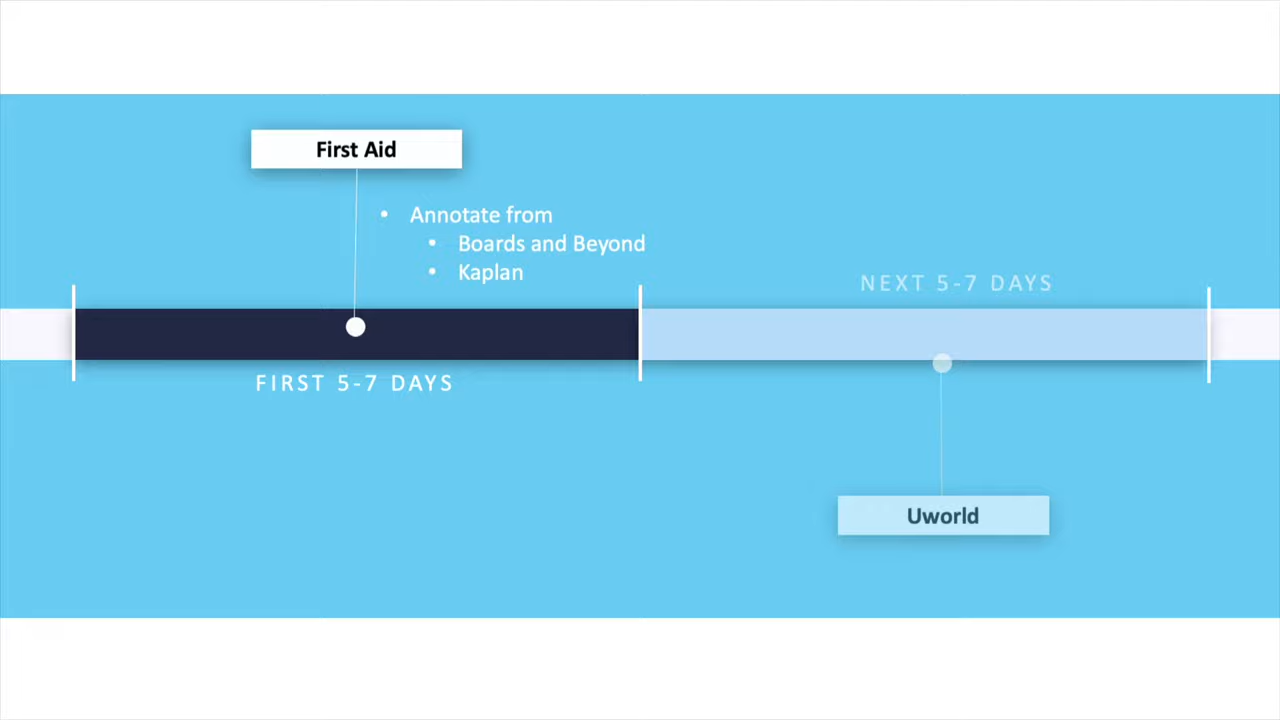 First Aid
• Annotate from
• Boards and Beyond
• Kaplan
NEXT 5-7 DAYS
FIRST 5-7 DAYS
Uworld